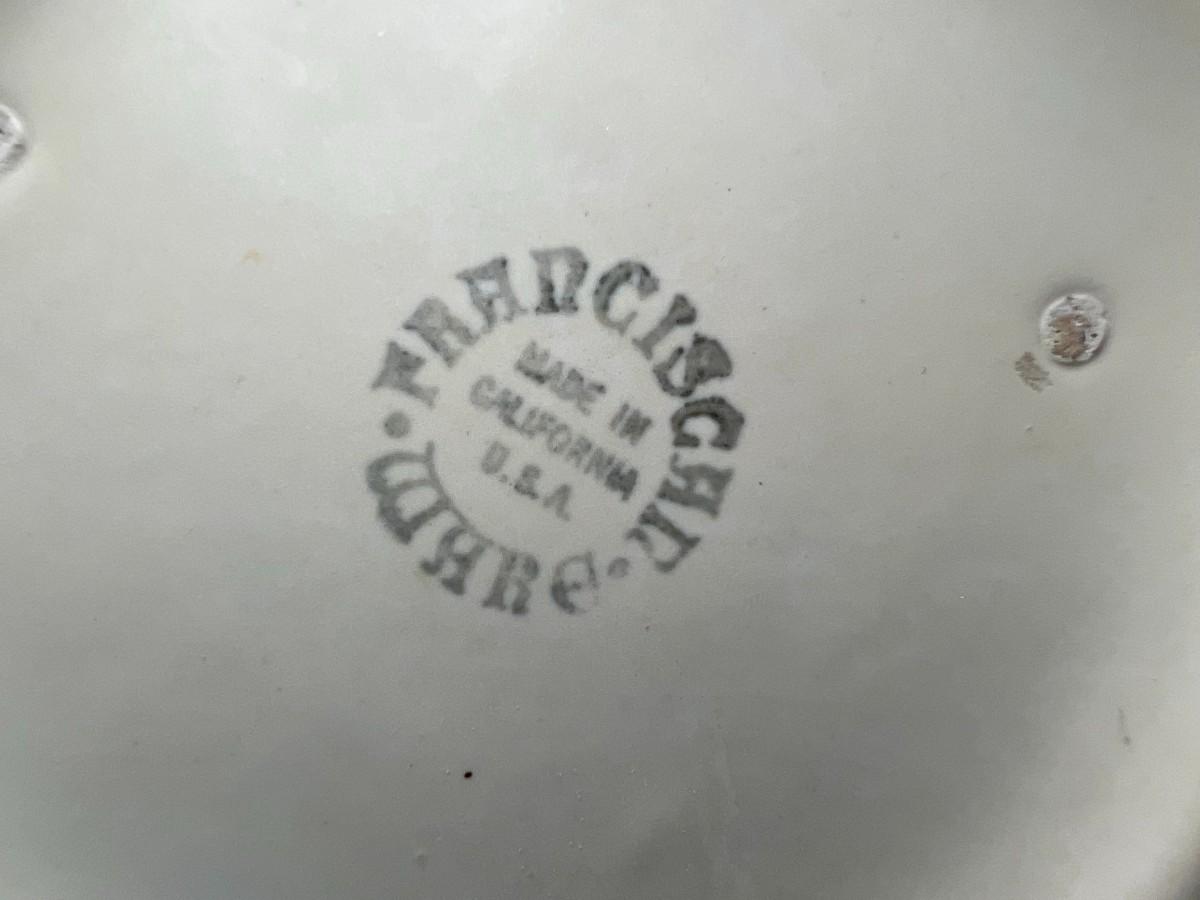 FRANCISCAN • WARE •
MADE IN
CALIFORNIA
U.S.A.